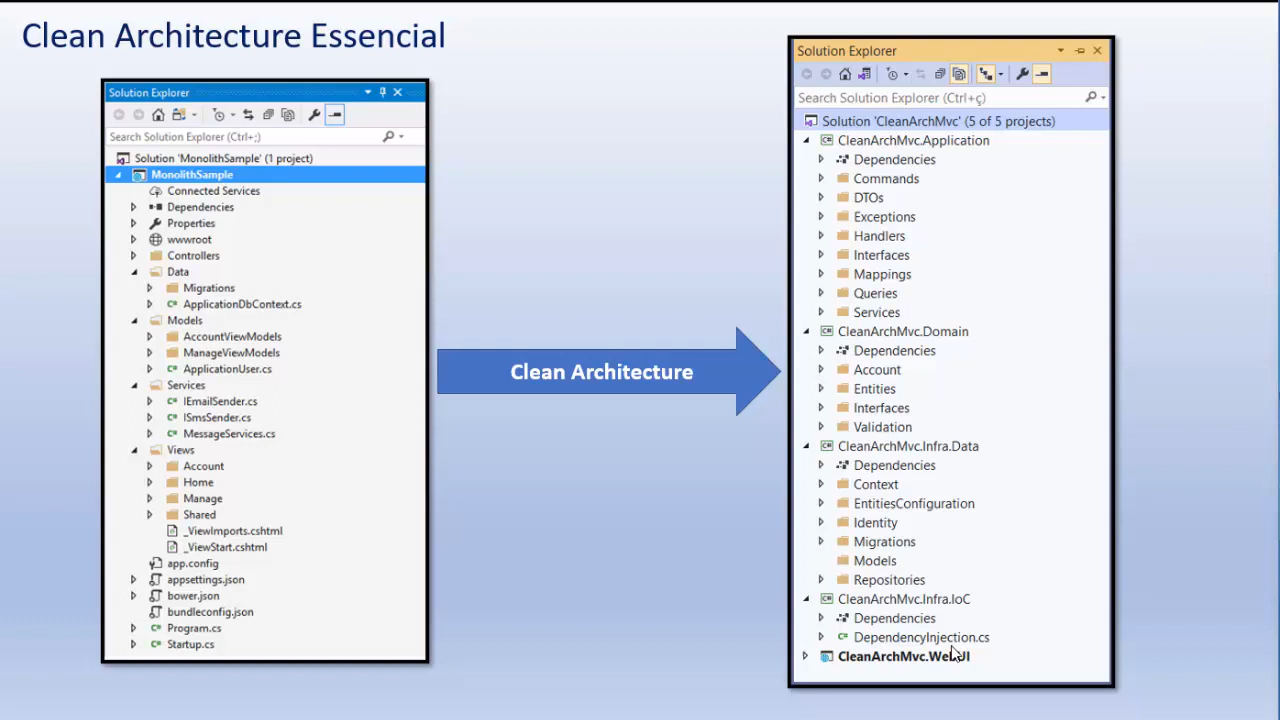 Clean Architecture Essencial
Solution Explorer
Search Solution Explorer (Ctrl+;)
Solution 'MonolithSample' (1 project)
MonolithSample
Connected Services
Dependencies
Properties
wwwroot
Controllers
Data
Migrations
ApplicationDbContext.cs
Models
AccountViewModels
ManageViewModels
ApplicationUser.cs
Services
IEmailSender.cs
ISmsSender.cs
MessageServices.cs
Views
Account
Home
Manage
Shared
_ViewImports.cshtml
_ViewStart.cshtml
app.config
appsettings.json
bower.json
bundleconfig.json
Program.cs
Startup.cs
Clean Architecture
Solution Explorer
Search Solution Explorer (Ctrl+ç)
Solution 'CleanArchMvc' (5 of 5 projects)
CleanArchMvc.Application
Dependencies
Commands
DTOs
Exceptions
Handlers
Interfaces
Mappings
Queries
Services
CleanArchMvc.Domain
Dependencies
Account
Entities
Interfaces
Validation
CleanArchMvc.Infra.Data
Dependencies
Context
EntitiesConfiguration
Identity
Migrations
Models
Repositories
CleanArchMvc.Infra.IoC
Dependencies
DependencyInjection.cs
CleanArchMvc.WebUI